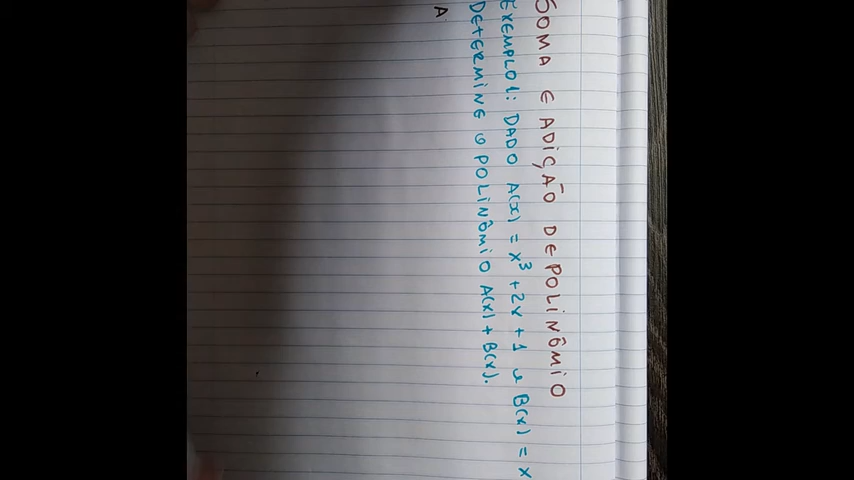 SOMA E ADIÇÃO DE POLINÔMIO
EXEMPLO 1: DADO A(x) = x³ + 2x + 1 e B(x) = x
DETERMINE O POLINÔMIO A(x) + B(x).
A